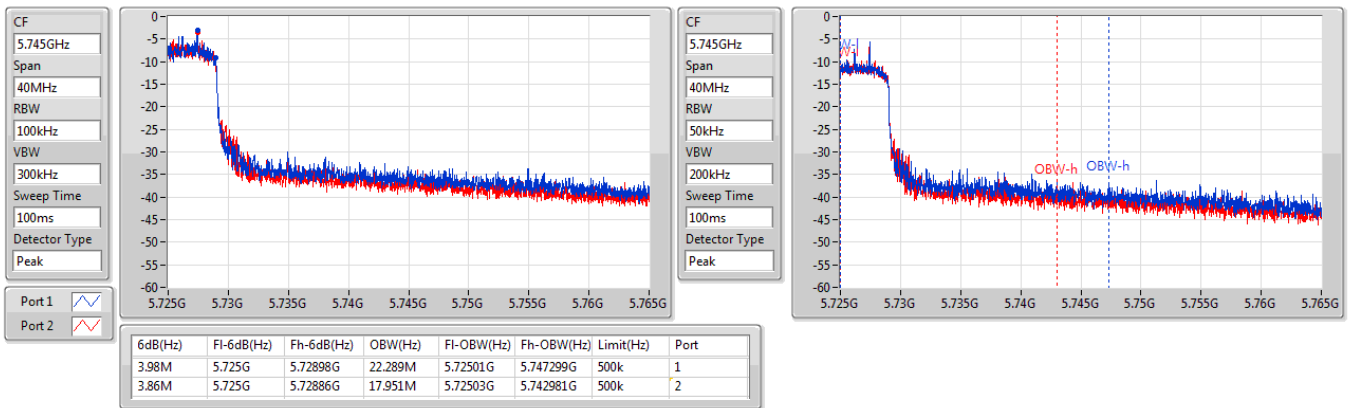 CF
5.745GHz
Span
40MHz
RBW
100kHz
VBW
300kHz
Sweep Time
100ms
Detector Type
Peak
Port 1
Port 2
0
-5
-10
-15
-20
-25
-30
-35
-40
-45
-50
-55
-60
5.725G 5.73G 5.735G 5.74G 5.745G 5.75G 5.755G 5.76G 5.765G
CF
5.745GHz
Span
40MHz
RBW
50kHz
VBW
200kHz
Sweep Time
100ms
Detector Type
Peak
0
-5
-10
-15
-20
-25
-30
-35
-40
-45
-50
-55
-60
OBW-h OBW-h
5.725G 5.73G 5.735G 5.74G 5.745G 5.75G 5.755G 5.76G 5.765G
6dB(Hz) Fl-6dB(Hz) Fh-6dB(Hz) OBW(Hz) Fl-OBW(Hz) Fh-OBW(Hz) Limit(Hz) Port
3.98M 5.725G 5.72898G 22.289M 5.72501G 5.747299G 500k 1
3.86M 5.725G 5.72886G 17.951M 5.72503G 5.742981G 500k 2